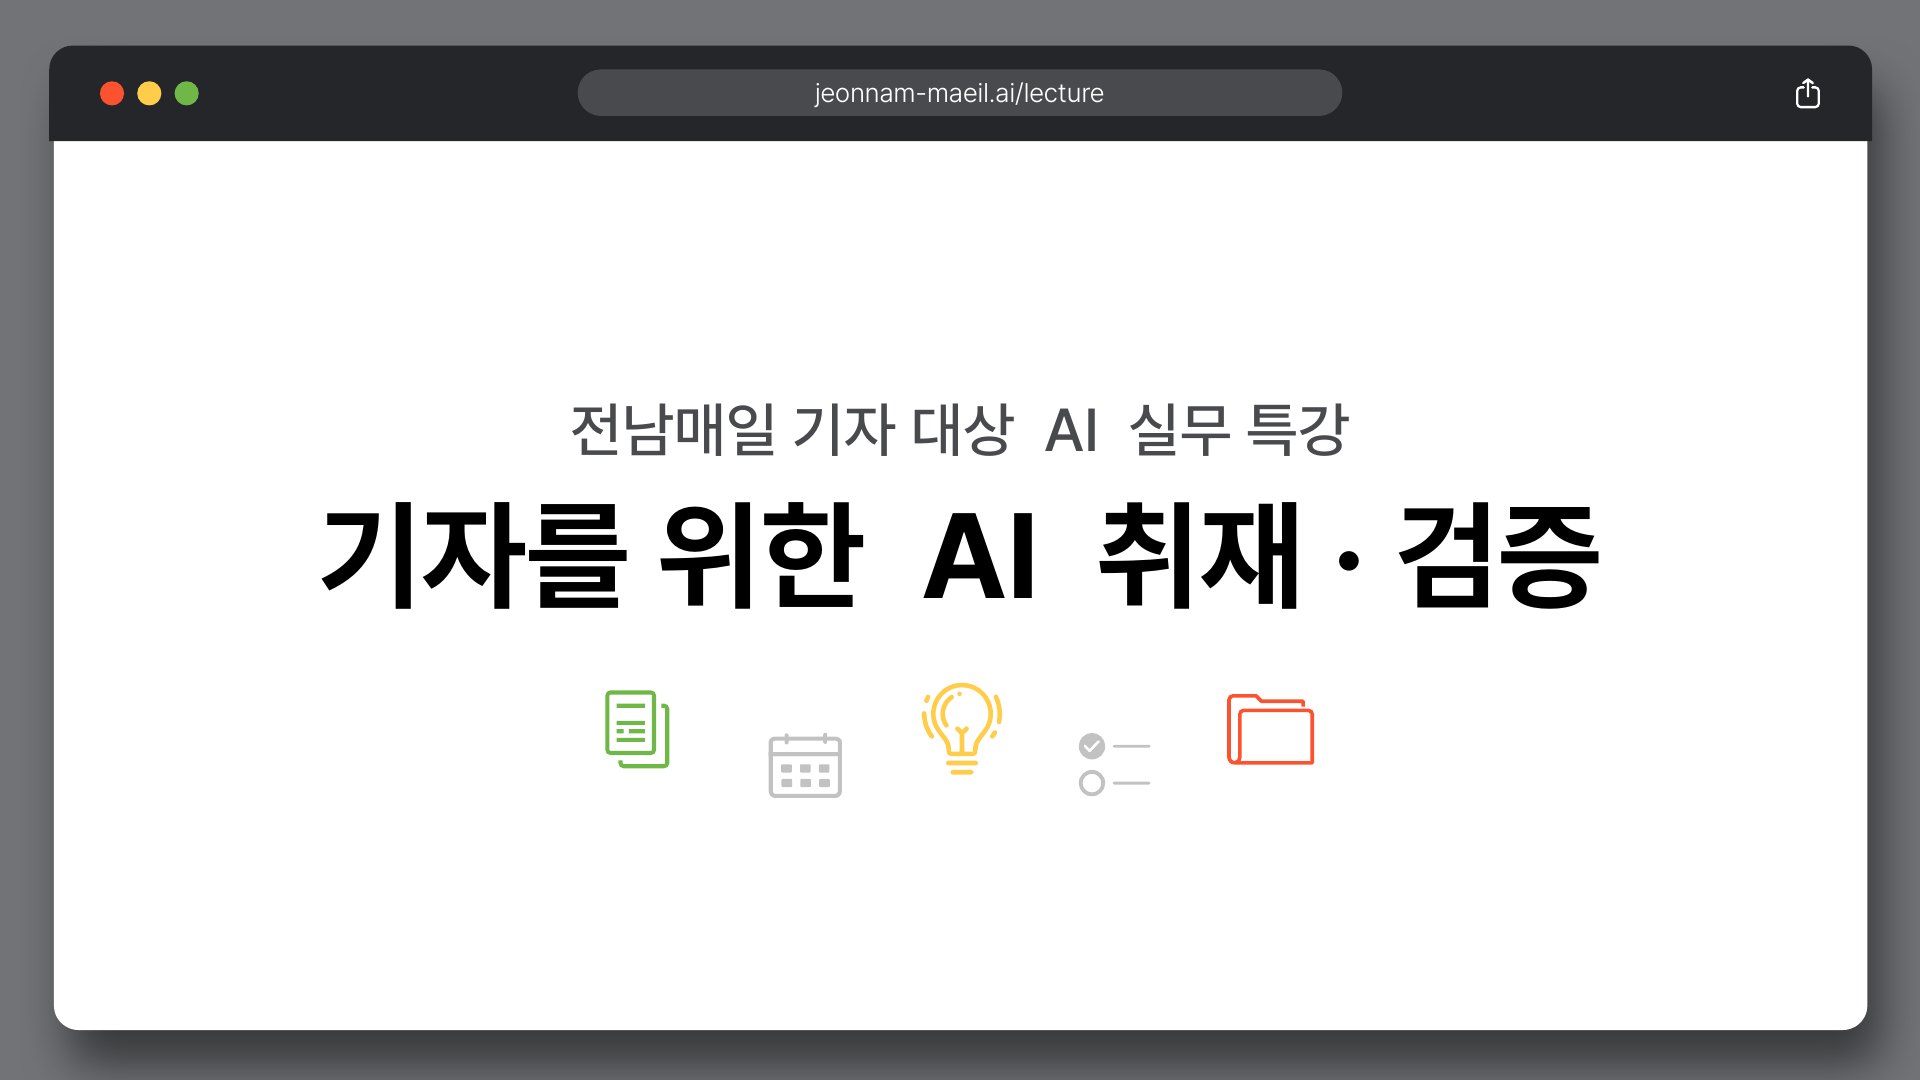 jeonnam-maeil.ai/lecture
전남매일 기자 대상 AI 실무 특강
기자를 위한 AI 취재 · 검증